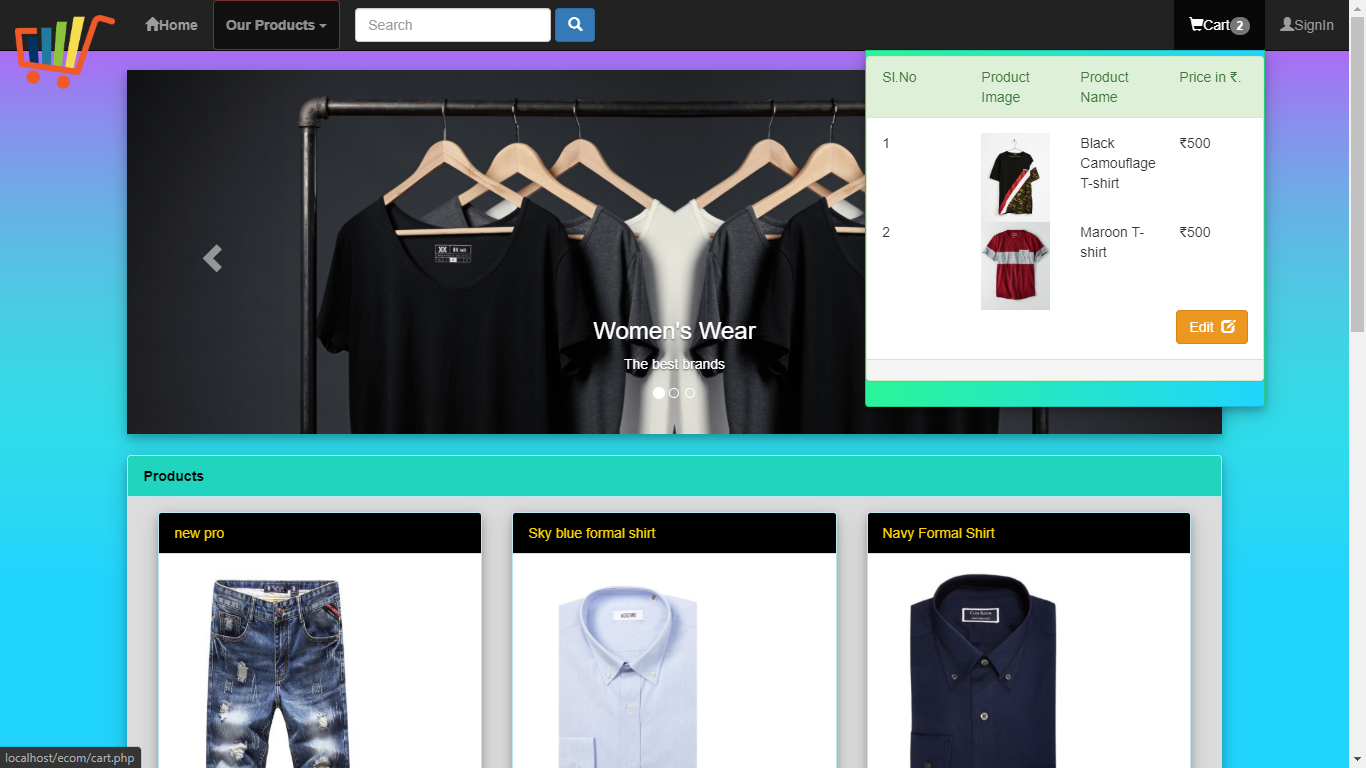 Home
Our Products
Search
Cart 2
SignIn
Sl.No
Product
Image
Product
Name
Price in ₹.
1
Black
Camouflage
T-shirt
₹500
2
Maroon T-
shirt
₹500
Edit
XX
Women's Wear
The best brands
Products
new pro
Sky blue formal shirt
Navy Formal Shirt
localhost/ecom/cart.php